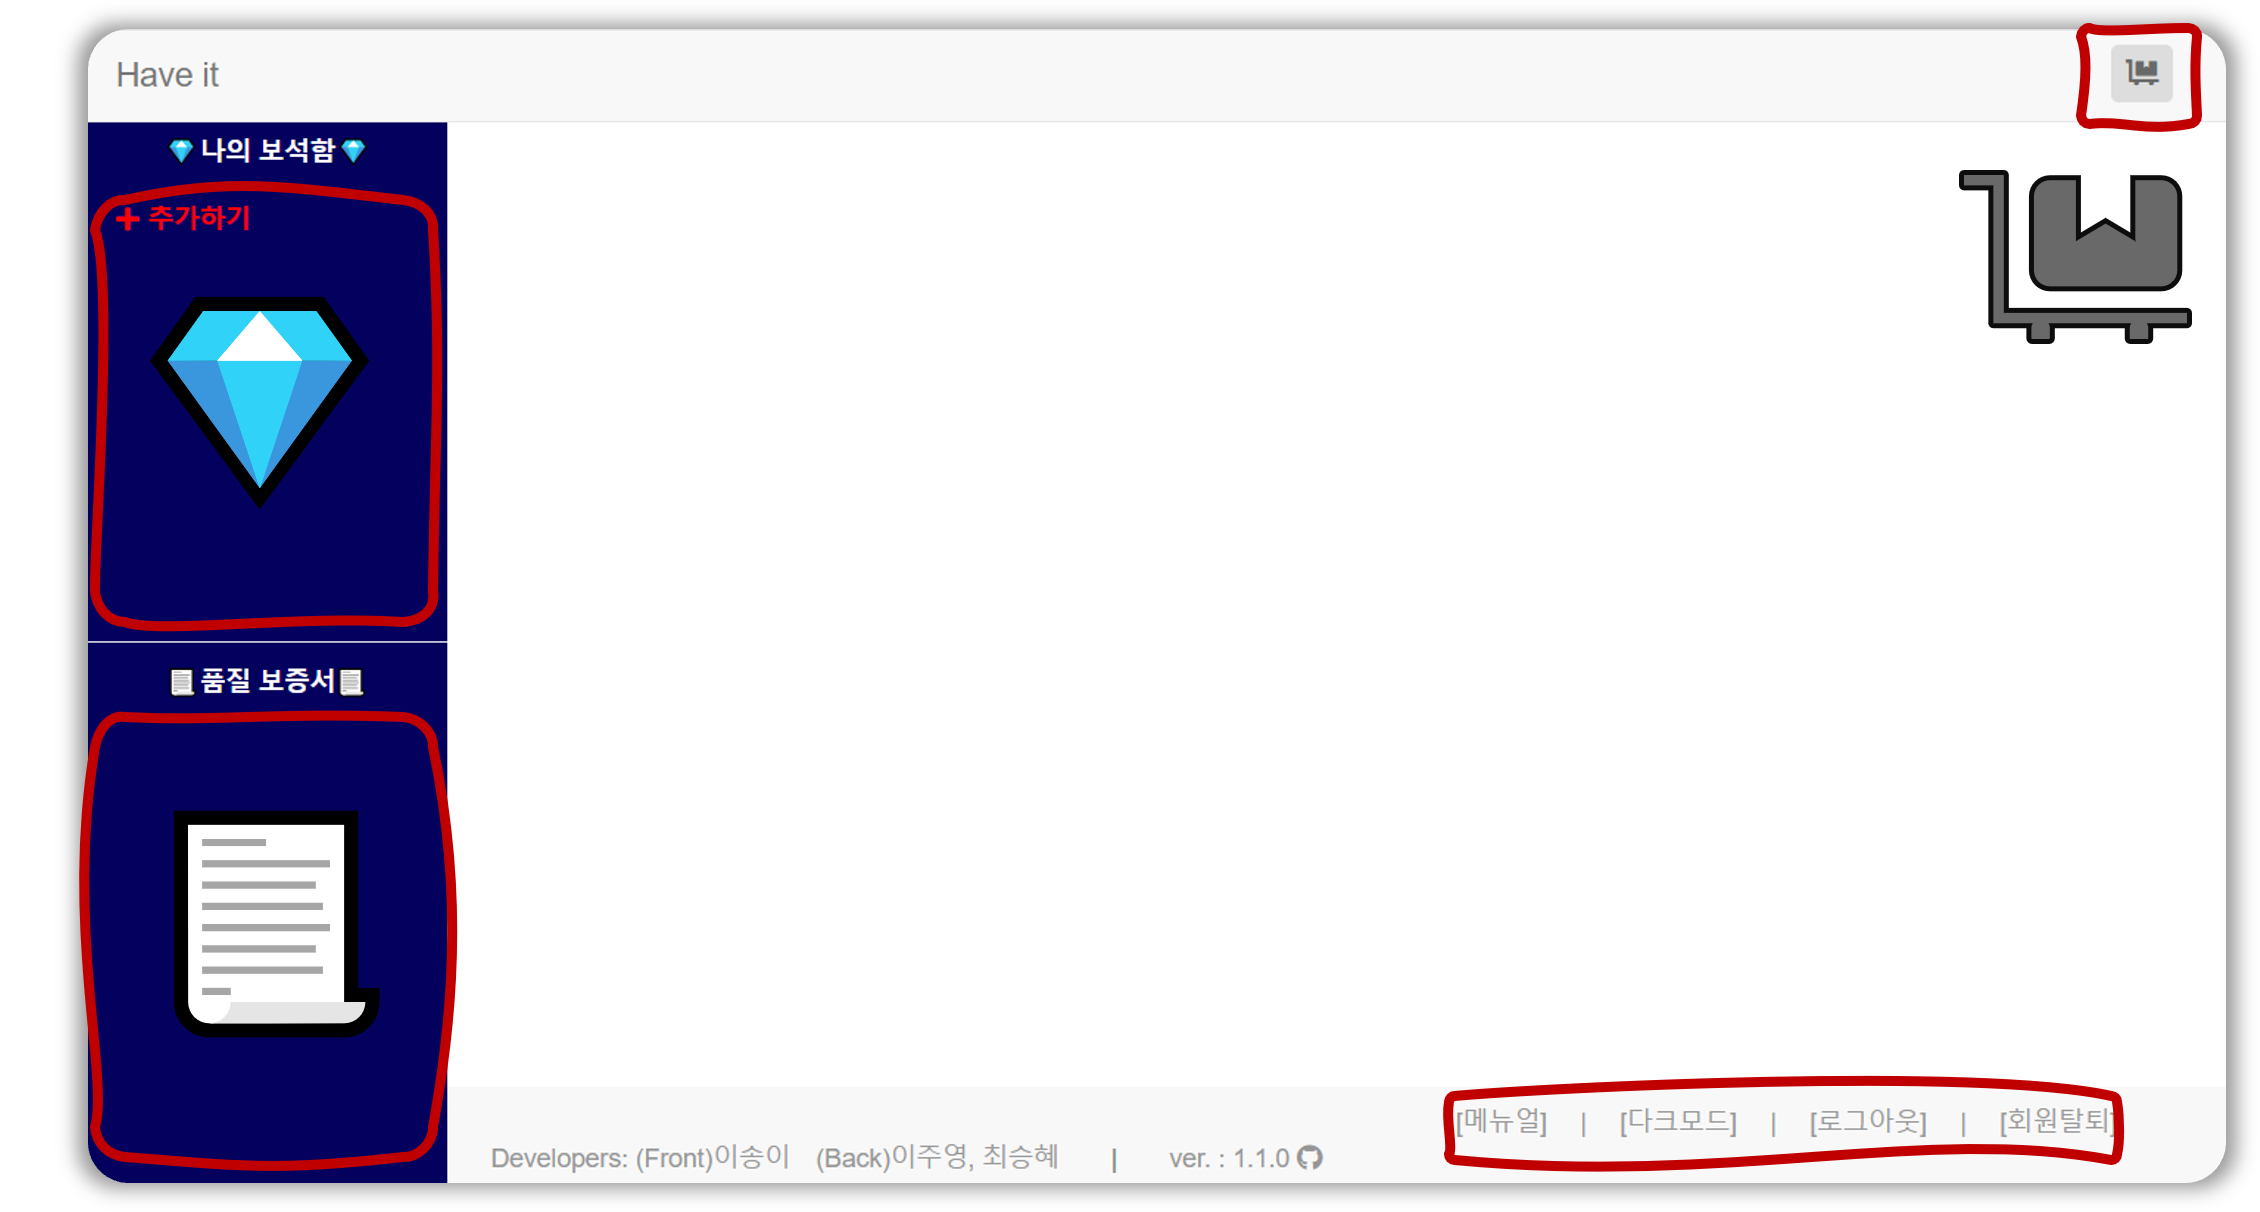 Have it
💎 나의 보석함 💎
➕ 추가하기
📃 품질 보증서 📃
[메뉴얼] | [다크모드] | [로그아웃] | [회원탈퇴]
Developers: (Front)이송이 (Back)이주영, 최승혜 | ver. : 1.1.0